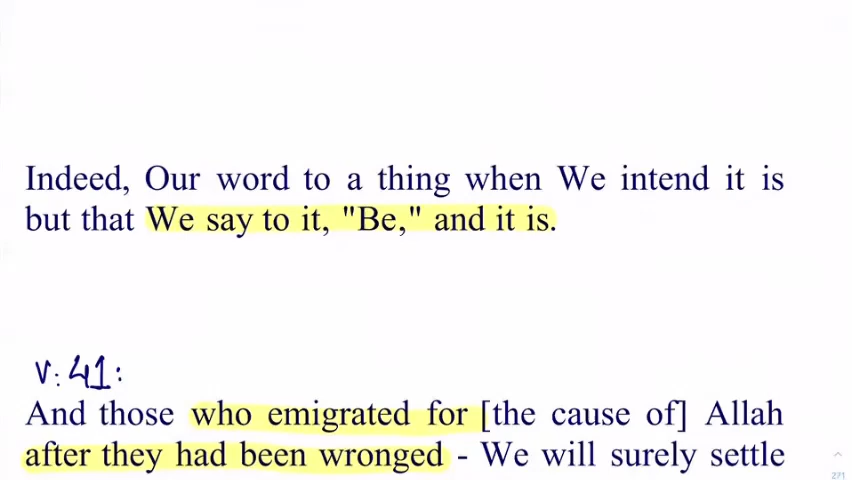 Indeed, Our word to a thing when We intend it is
but that We say to it, "Be," and it is.
V: 41:
And those who emigrated for [the cause of] Allah
after they had been wronged - We will surely settle
271